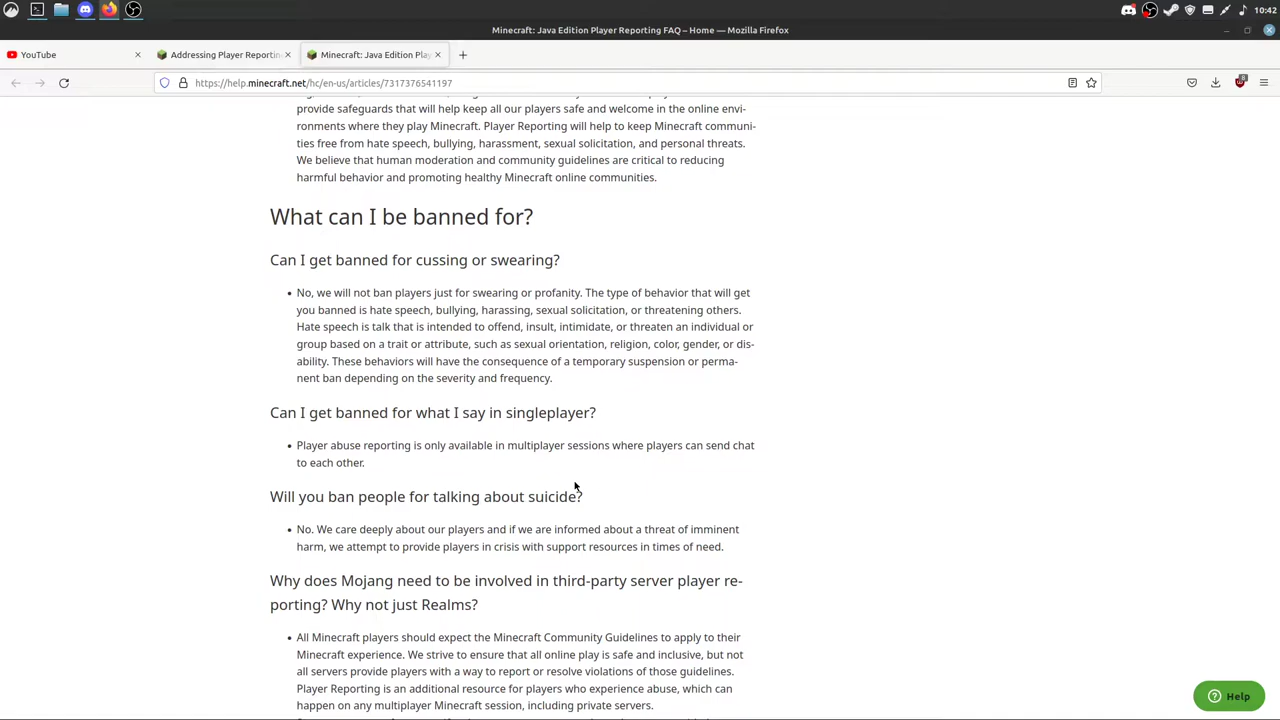 10:42
Minecraft: Java Edition Player Reporting FAQ – Home — Mozilla Firefox
YouTube
Addressing Player Reportin
Minecraft: Java Edition Pla
https://help.minecraft.net/hc/en-us/articles/7317376541197
provide safeguards that will help keep all our players safe and welcome in the online envi-
ronments where they play Minecraft. Player Reporting will help to keep Minecraft communi-
ties free from hate speech, bullying, harassment, sexual solicitation, and personal threats.
We believe that human moderation and community guidelines are critical to reducing
harmful behavior and promoting healthy Minecraft online communities.
What can I be banned for?
Can I get banned for cussing or swearing?
• No, we will not ban players just for swearing or profanity. The type of behavior that will get
you banned is hate speech, bullying, harassing, sexual solicitation, or threatening others.
Hate speech is talk that is intended to offend, insult, intimidate, or threaten an individual or
group based on a trait or attribute, such as sexual orientation, religion, color, gender, or dis-
ability. These behaviors will have the consequence of a temporary suspension or perma-
nent ban depending on the severity and frequency.
Can I get banned for what I say in singleplayer?
• Player abuse reporting is only available in multiplayer sessions where players can send chat
to each other.
Will you ban people for talking about suicide?
• No. We care deeply about our players and if we are informed about a threat of imminent
harm, we attempt to provide players in crisis with support resources in times of need.
Why does Mojang need to be involved in third-party server player re-
porting? Why not just Realms?
• All Minecraft players should expect the Minecraft Community Guidelines to apply to their
Minecraft experience. We strive to ensure that all online play is safe and inclusive, but not
all servers provide players with a way to report or resolve violations of those guidelines.
Player Reporting is an additional resource for players who experience abuse, which can
happen on any multiplayer Minecraft session, including private servers.
Help